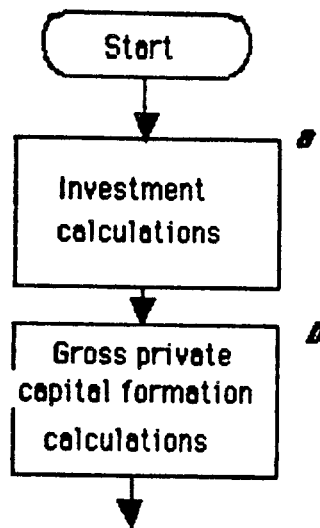 Start
a
Investment
calculations
b
Gross private
capital formation
calculations